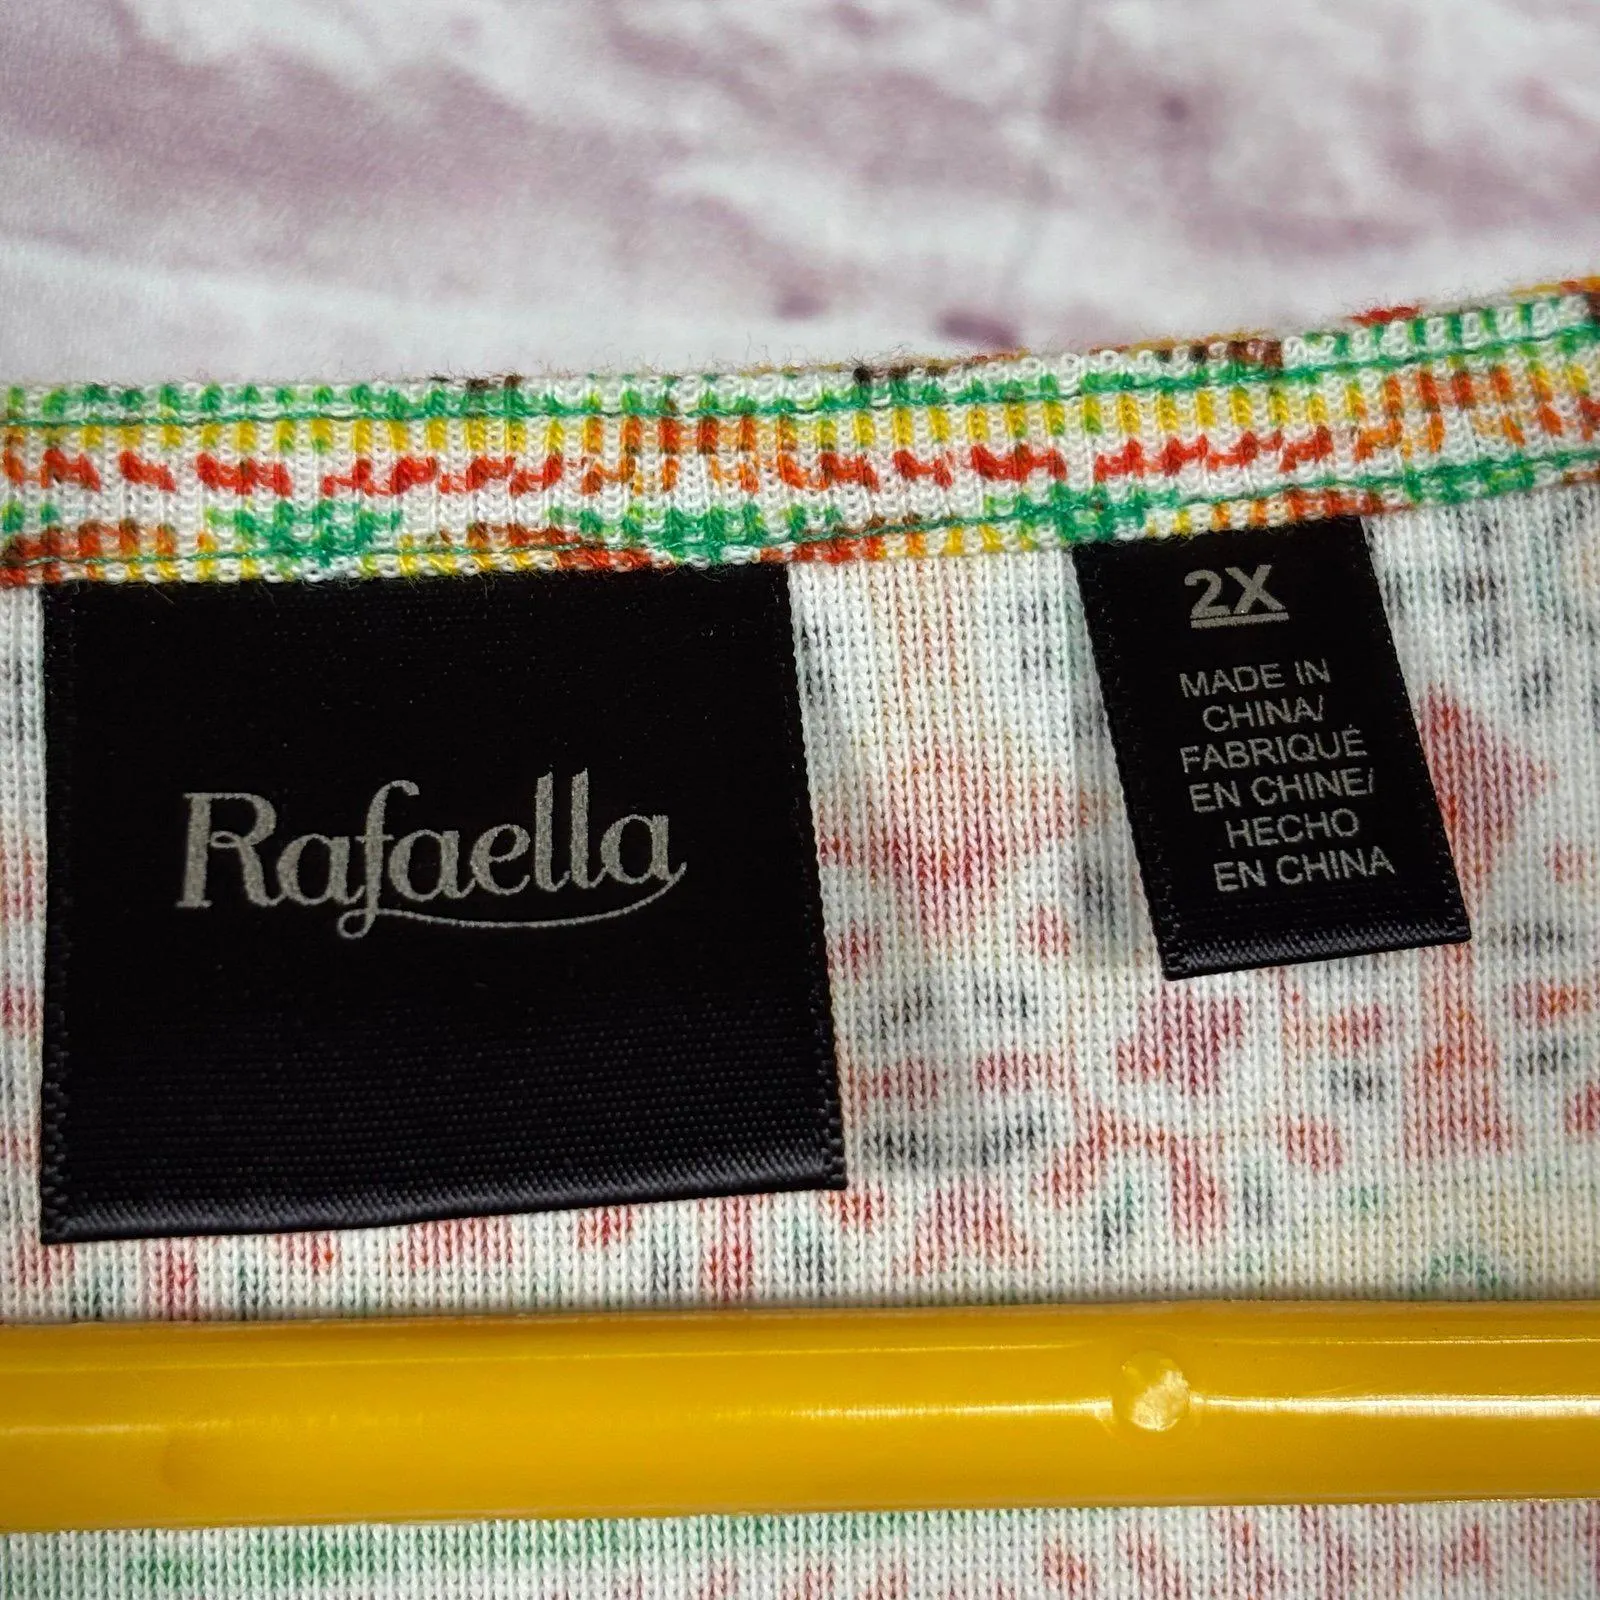 Rafaella
2X
MADE IN
CHINA/
FABRIQUÉ
EN CHINE/
HECHO
EN CHINA